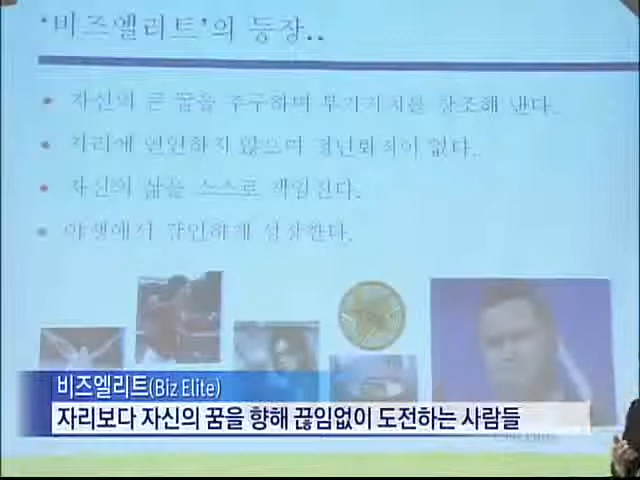 '비즈엘리트'의 등장..
• 자신의 큰 꿈을 추구하며 부가가치를 창조해 낸다.
• 자리에 연연하지 않으며 정년퇴직이 없다..
• 자신의 삶을 스스로 책임진다.
• 야생에서 강인하게 성장한다.
비즈엘리트(Biz Elite)
자리보다 자신의 꿈을 향해 끊임없이 도전하는 사람들